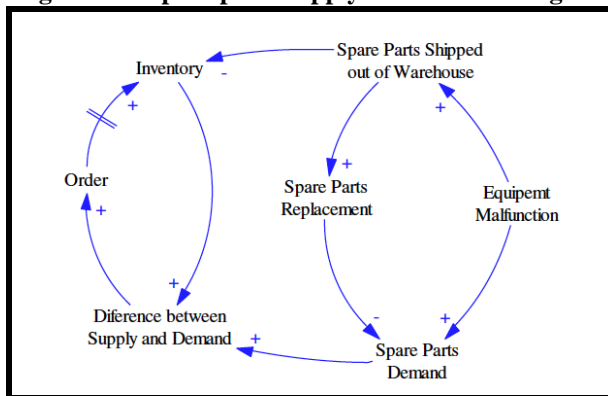 Spare Parts Shipped
out of Warehouse
Inventory
-
+
+
Order
+
Spare Parts
Replacement
+
Equipemt
Malfunction
+
Diference between
Supply and Demand
+
-
+
Spare Parts
Demand